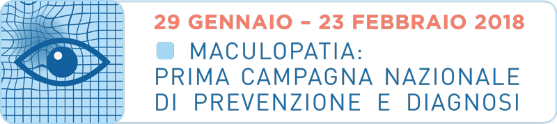 29 GENNAIO – 23 FEBBRAIO 2018
MACULOPATIA:
PRIMA CAMPAGNA NAZIONALE
DI PREVENZIONE E DIAGNOSI